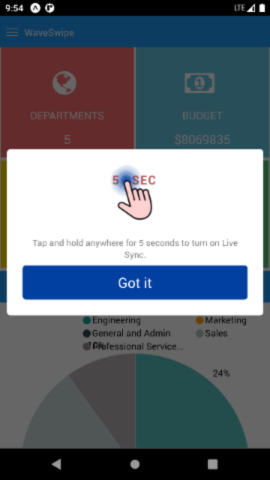 9:54
LTE
WaveSwipe
DEPARTMENTS
BUDGET
5
$8069835
5 SEC
Tap and hold anywhere for 5 seconds to turn on Live
Sync.
Got it
Engineering
Marketing
General and Admin
Sales
Professional Service...
24%